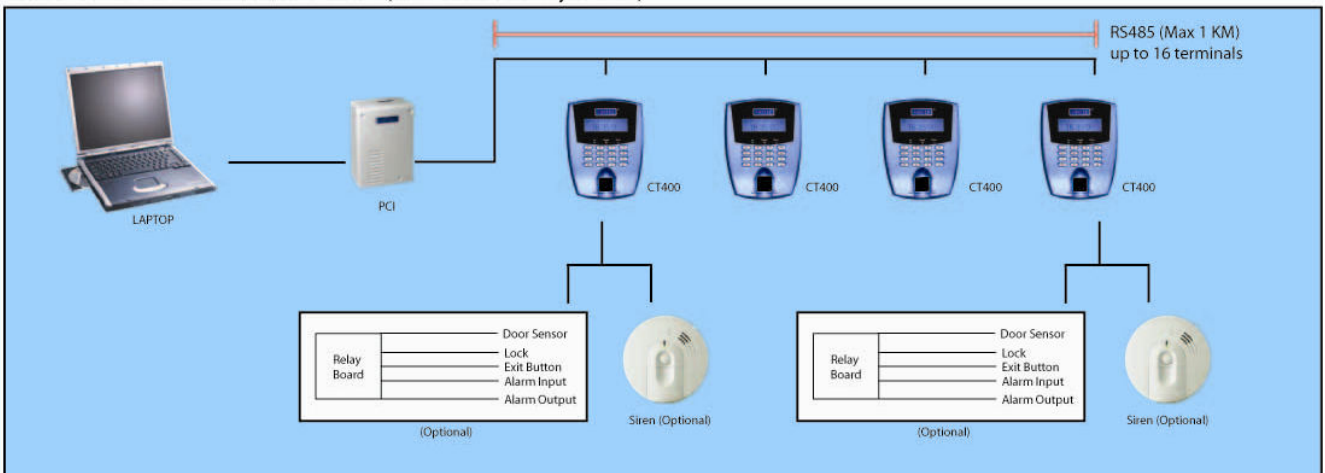 RS485 (Max 1 KM)
up to 16 terminals
CT400
CT400
CT400
CT400
PCI
LAPTOP
Relay
Board
Door Sensor
Lock
Exit Button
Alarm Input
Alarm Output
(Optional)
Siren (Optional)
Relay
Board
Door Sensor
Lock
Exit Button
Alarm Input
Alarm Output
(Optional)
Siren (Optional)